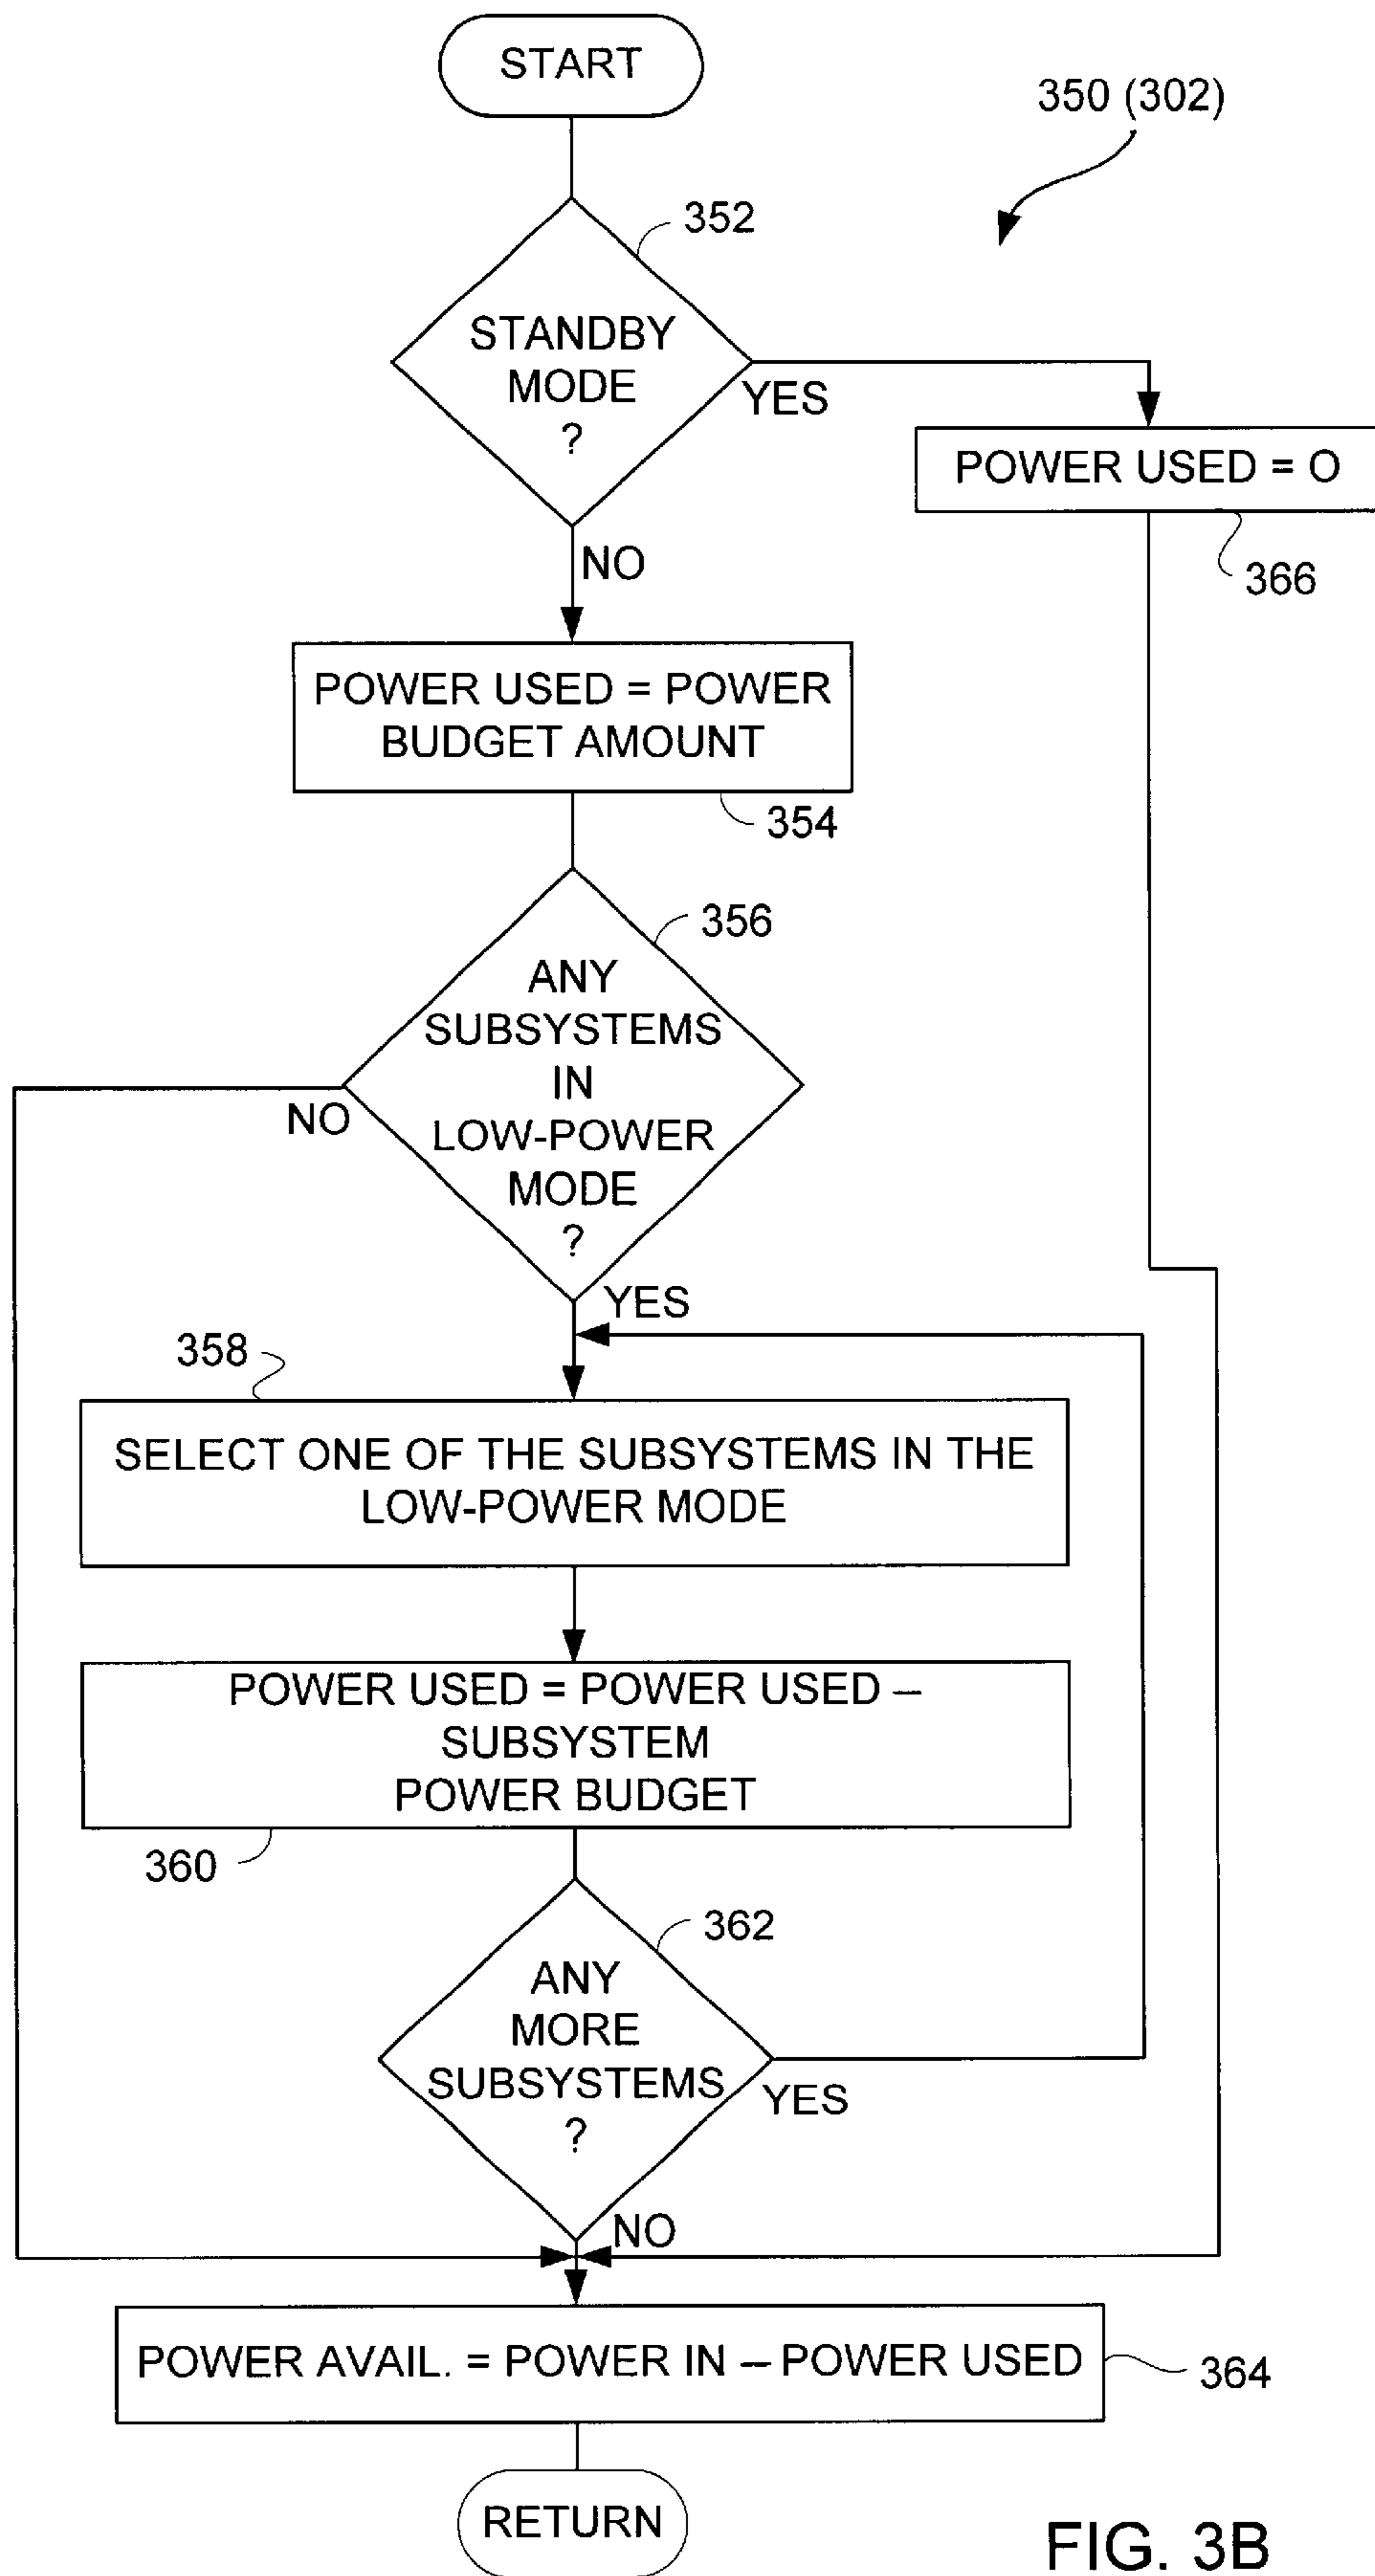 START
350 (302)
352
STANDBY
MODE
?
YES
POWER USED = O
366
NO
POWER USED = POWER
BUDGET AMOUNT
354
356
ANY
SUBSYSTEMS
IN
LOW-POWER
MODE
?
NO
YES
358
SELECT ONE OF THE SUBSYSTEMS IN THE
LOW-POWER MODE
POWER USED = POWER USED –
SUBSYSTEM
POWER BUDGET
360
362
ANY
MORE
SUBSYSTEMS
?
YES
NO
POWER AVAIL. = POWER IN – POWER USED
364
RETURN
FIG. 3B